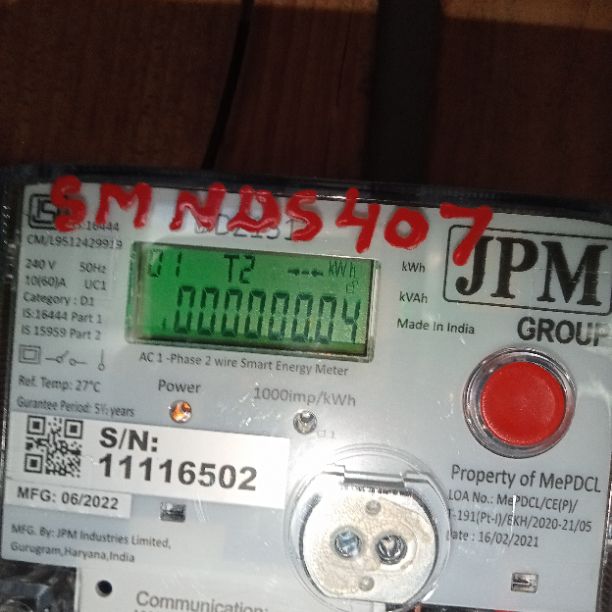 SMNDS407
IS:16444
CM/L9512429919
240 V 50Hz
10(60)A UC1
Category : D1
IS:16444 Part 1
IS 15959 Part 2
01 T2 kWh
.00000004
kWh
kVAh
Made in India
JPM
GROUP
AC 1 -Phase 2 wire Smart Energy Meter
Ref. Temp: 27°C
Gurantee Period: 5½ years
Power
1000imp/kWh
S/N:
11116502
MFG: 06/2022
MFG. By: JPM Industries Limited,
Gurugram,Haryana,India
Property of MePDCL
LOA No.: MePDCL/CE(P)/
T-191(Pt-I)/EKH/2020-21/05
Date : 16/02/2021
Communication: